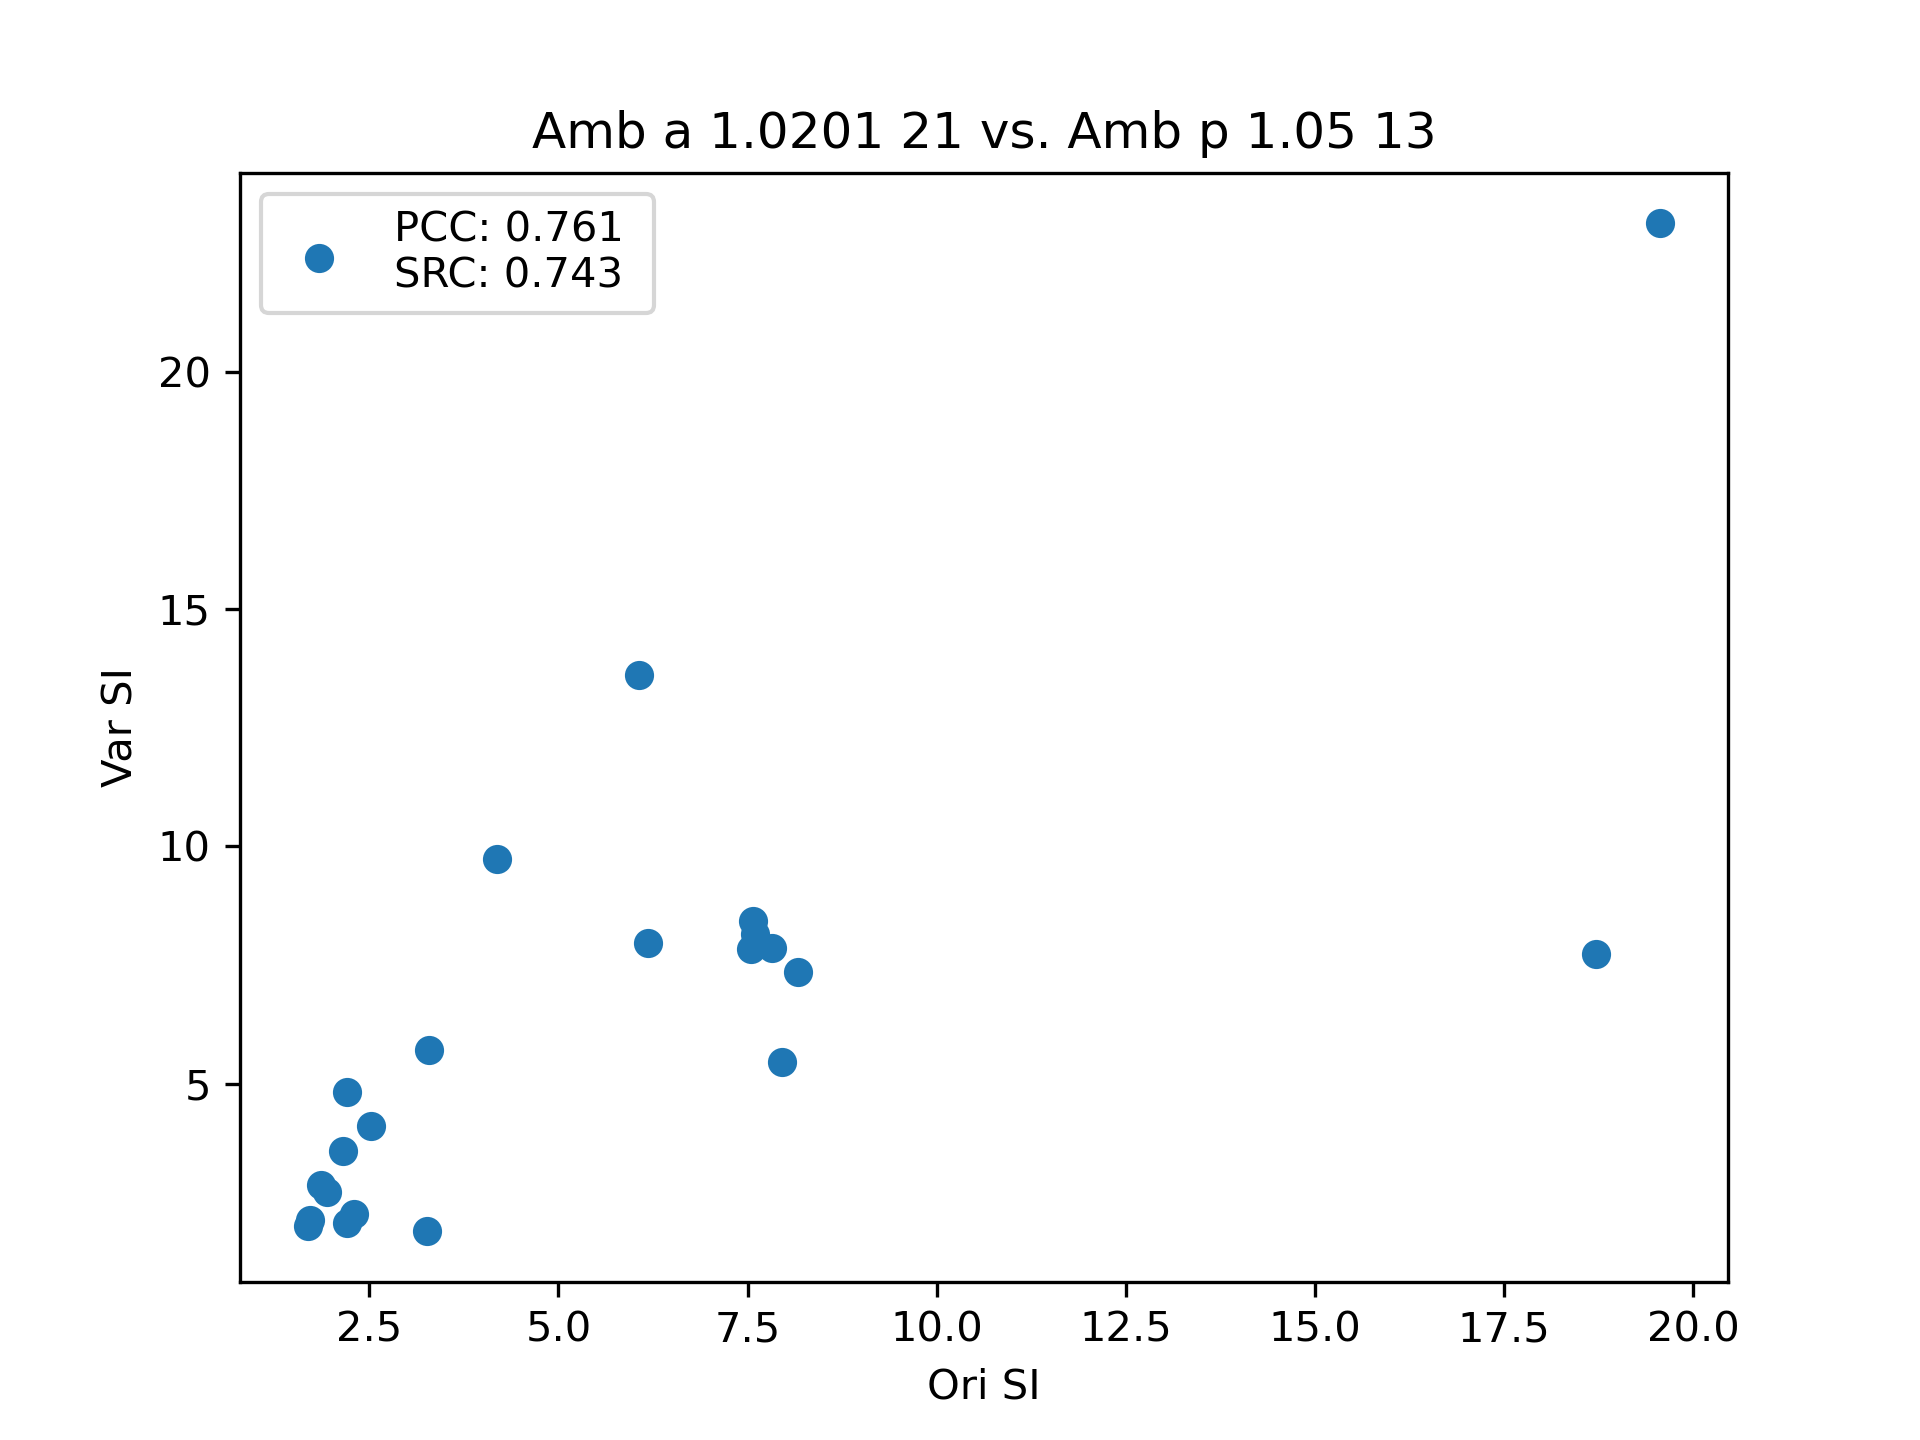 Amb a 1.0201 21 vs. Amb p 1.05 13
PCC: 0.761
SRC: 0.743
20
15
10
5
Var SI
2.5 5.0 7.5 10.0 12.5 15.0 17.5 20.0
Ori SI